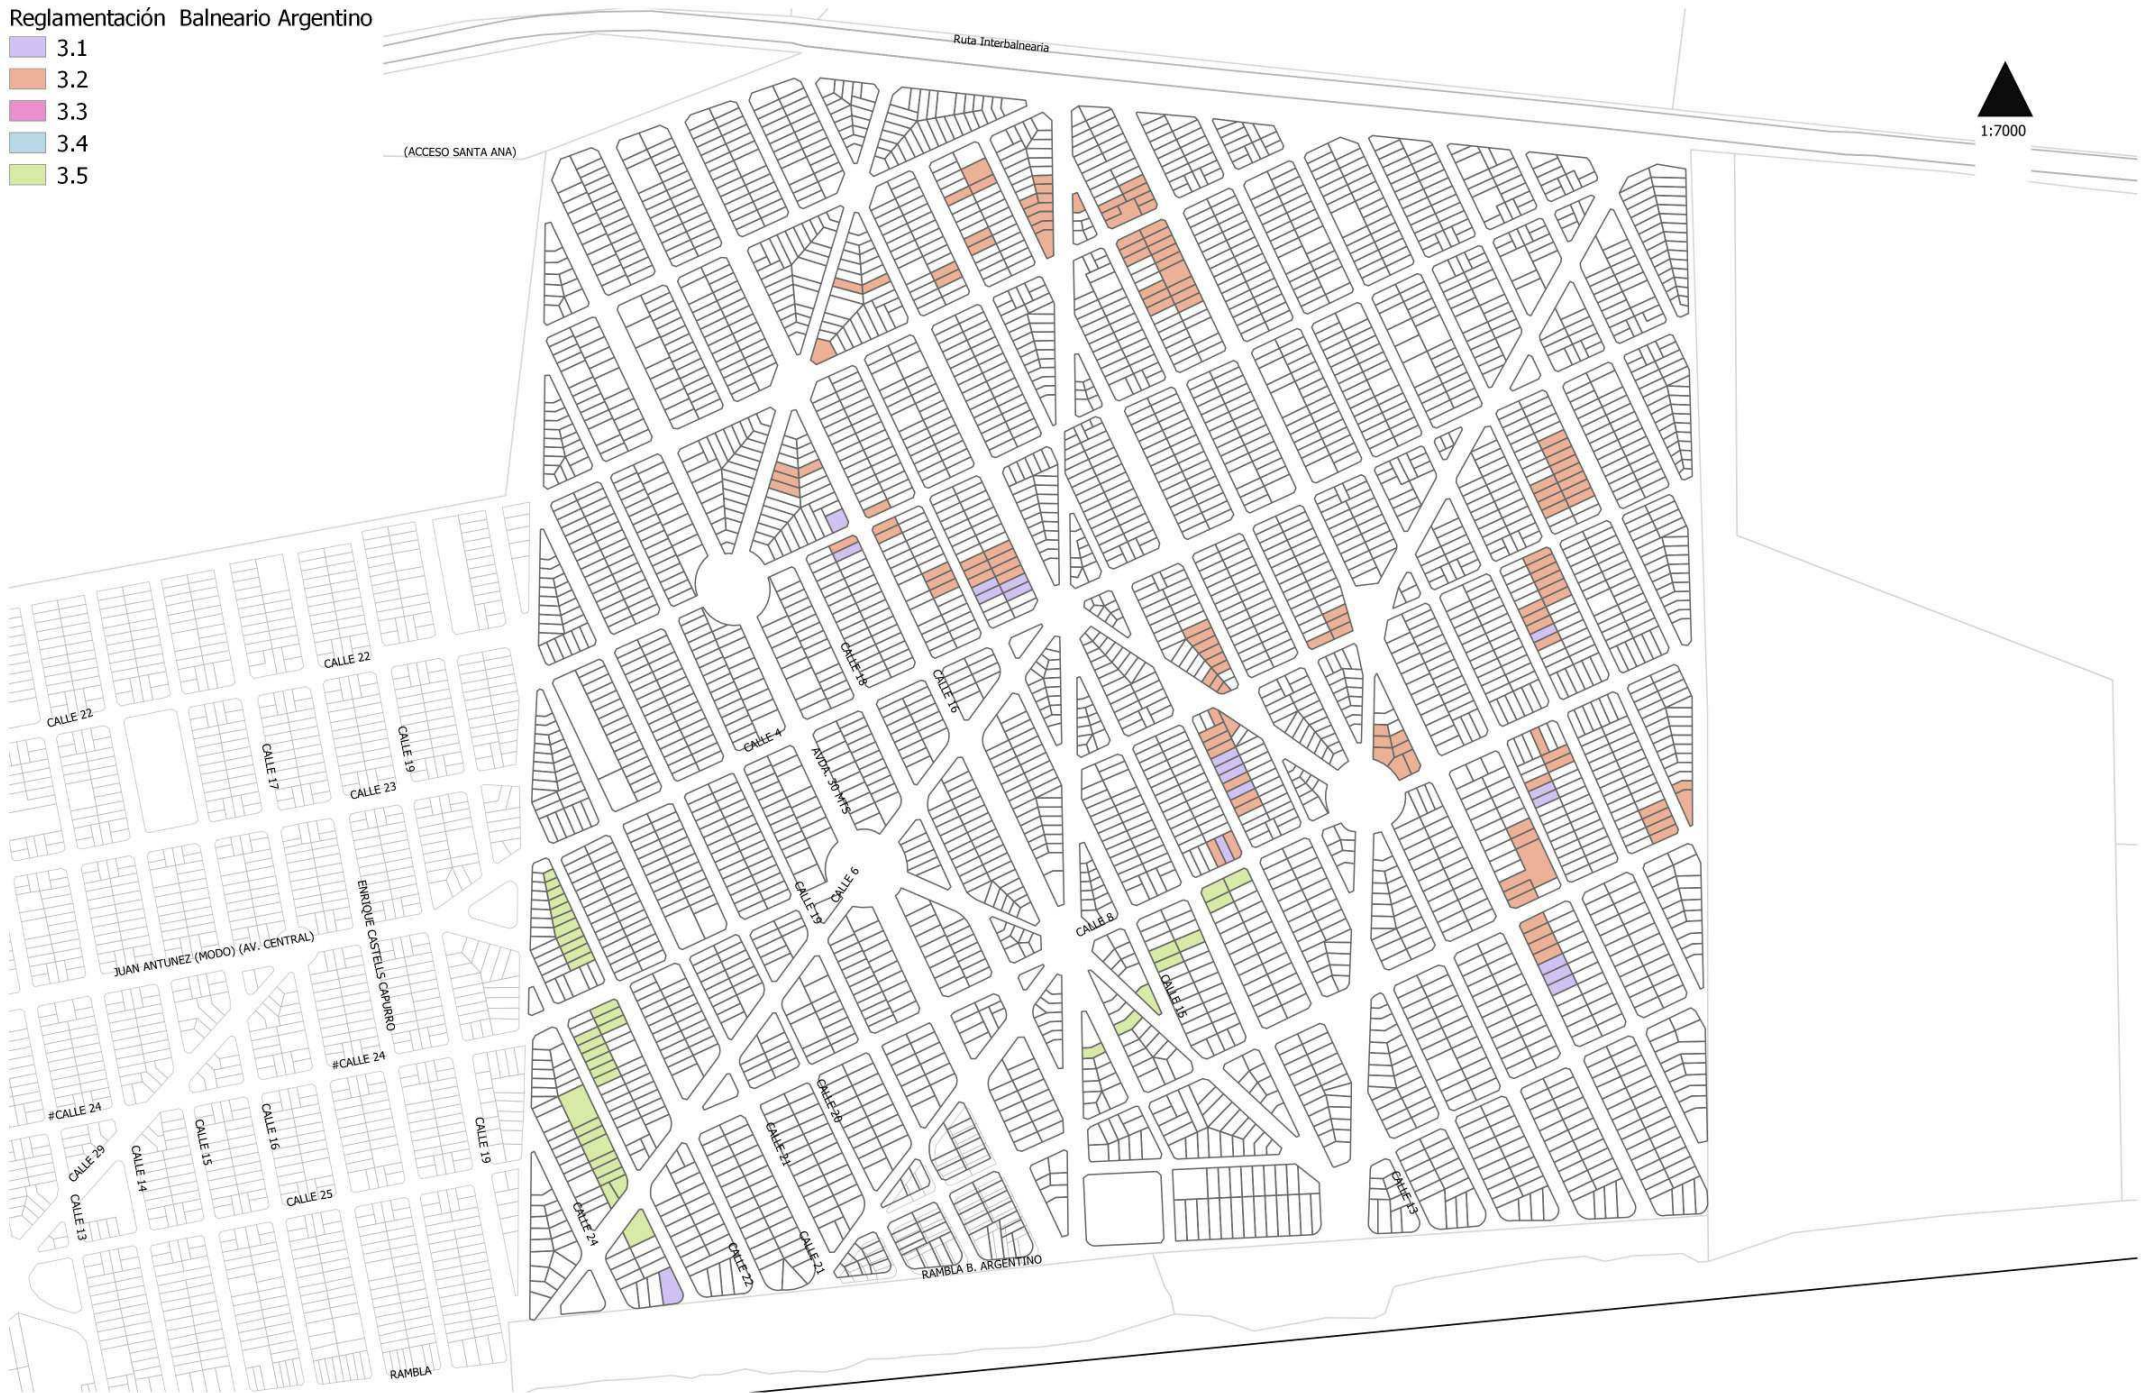 Reglamentación Balneario Argentino
3.1
3.2
3.3
3.4
3.5
Ruta Interbalnearia
1:7000
(ACCESO SANTA ANA)
CALLE 22
CALLE 22
CALLE 18
CALLE 16
CALLE 17
CALLE 19
CALLE 4
AVDA. 30 MTS
CALLE 23
CALLE 19
CALLE 6
ENRIQUE CASTELLS CAPURRO
CALLE 8
JUAN ANTUNEZ (MODO) (AV. CENTRAL)
CALLE 15
#CALLE 24
#CALLE 24
CALLE 20
CALLE 21
CALLE 29
CALLE 14
CALLE 15
CALLE 16
CALLE 19
CALLE 25
CALLE 13
CALLE 13
CALLE 24
CALLE 22
CALLE 21
RAMBLA B. ARGENTINO
RAMBLA